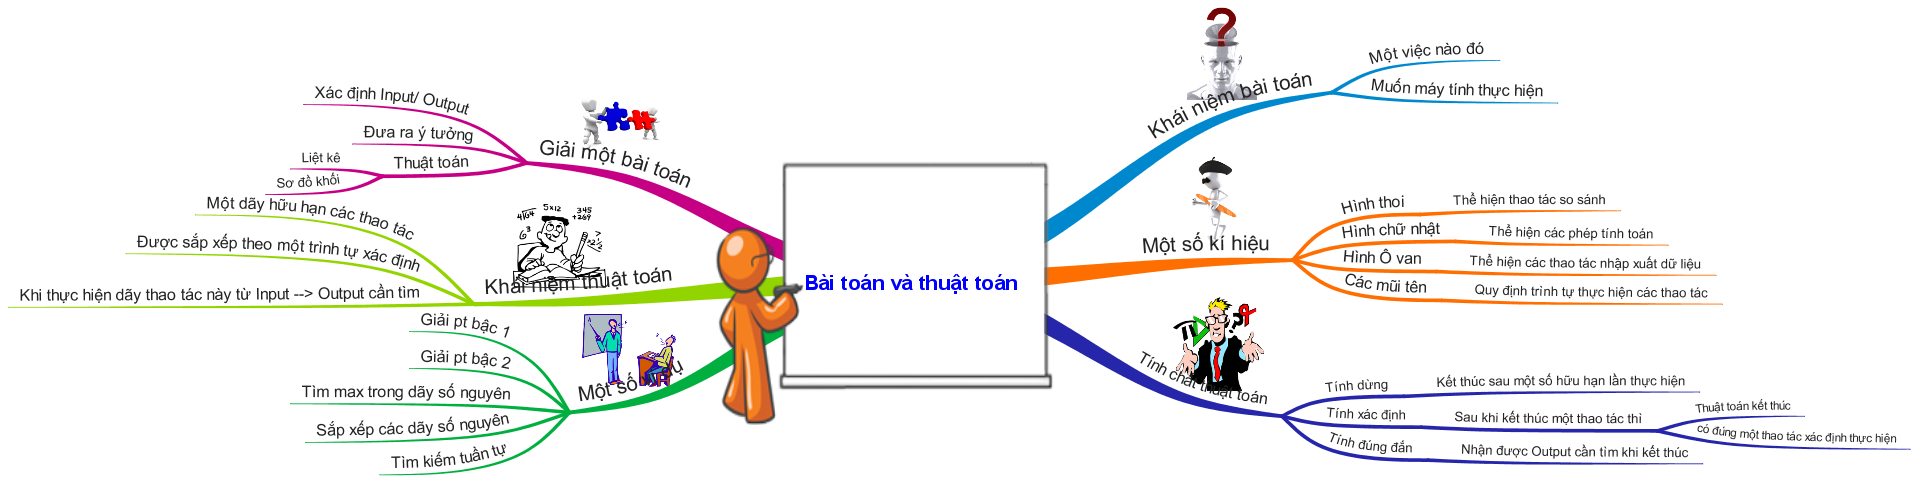 Bài toán và thuật toán
Khái niệm bài toán
Một việc nào đó
Muốn máy tính thực hiện
Một số kí hiệu
Hình thoi
Thể hiện thao tác so sánh
Hình chữ nhật
Thể hiện các phép tính toán
Hình Ô van
Thể hiện các thao tác nhập xuất dữ liệu
Các mũi tên
Quy định trình tự thực hiện các thao tác
Tính chất thuật toán
Tính dừng
Kết thúc sau một số hữu hạn lần thực hiện
Tính xác định
Sau khi kết thúc một thao tác thì
Thuật toán kết thúc
có đúng một thao tác xác định thực hiện
Tính đúng đắn
Nhận được Output cần tìm khi kết thúc
Giải một bài toán
Xác định Input/ Output
Đưa ra ý tưởng
Thuật toán
Liệt kê
Sơ đồ khối
Khái niệm thuật toán
Một dãy hữu hạn các thao tác
Được sắp xếp theo một trình tự xác định
Khi thực hiện dãy thao tác này từ Input --> Output cần tìm
Một số
Giải pt bậc 1
Giải pt bậc 2
Tìm max trong dãy số nguyên
Sắp xếp các dãy số nguyên
Tìm kiếm tuần tự
5x12
345
+269
?